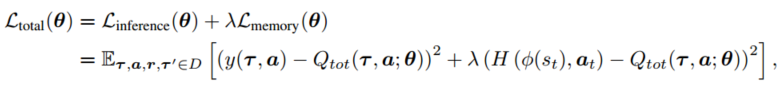 ℒ_total(𝜽) = ℒ_inference(𝜽) + λℒ_memory(𝜽)
= 𝔼_{𝝉,𝒂,𝒓,𝝉′∈D} [(y(𝝉, 𝒂) − Q_tot(𝝉, 𝒂; 𝜽))² + λ (H (ϕ(s_t), 𝒂_t) − Q_tot(𝝉, 𝒂; 𝜽))²] ,